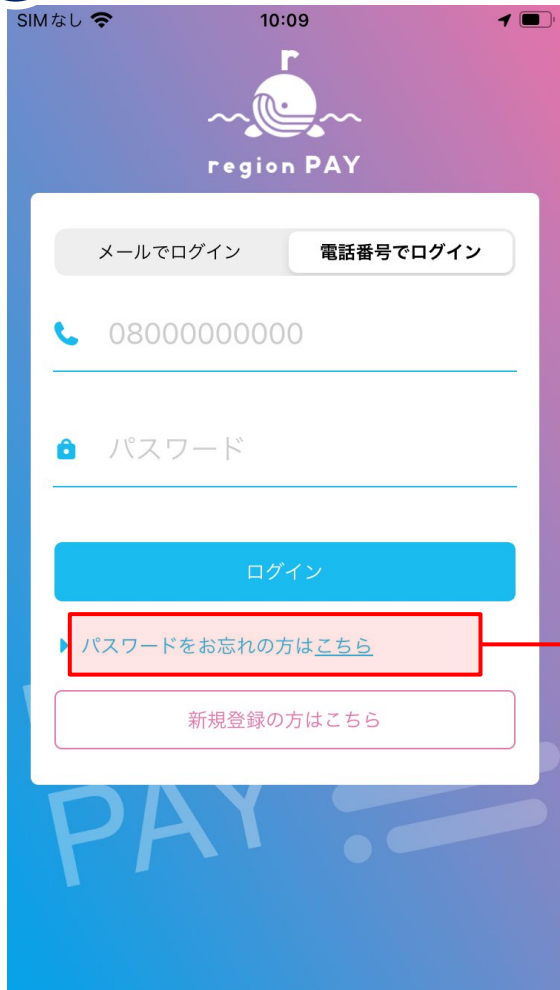 SIMなし 10:09
r
region PAY
メールでログイン 電話番号でログイン
08000000000
パスワード
ログイン
パスワードをお忘れの方はこちら
新規登録の方はこちら
PAY